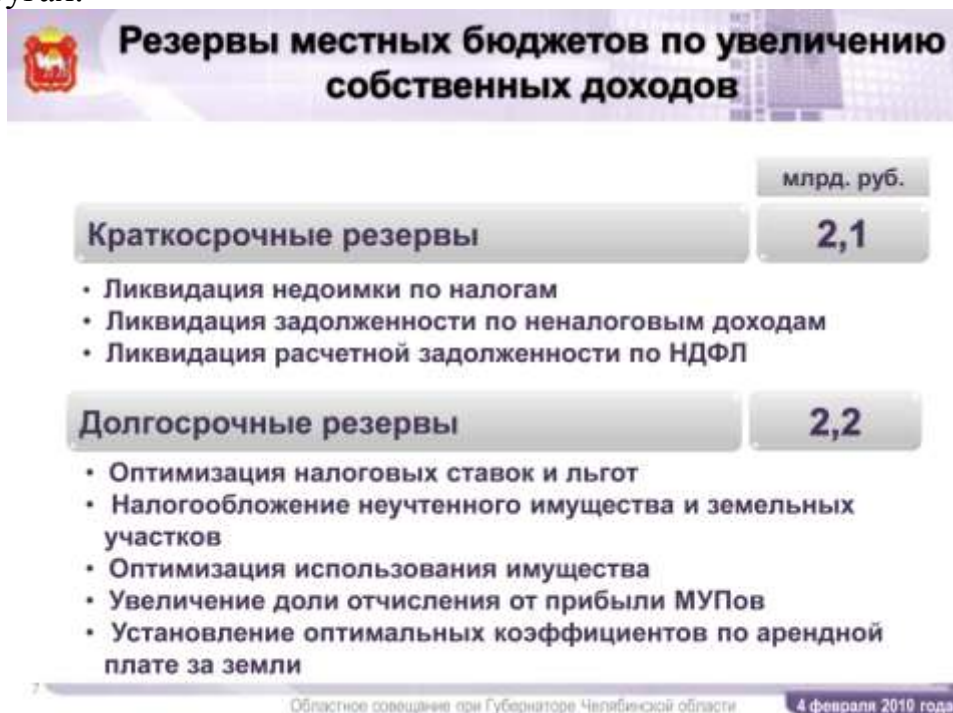 Резервы местных бюджетов по увеличению
собственных доходов
млрд. руб.
Краткосрочные резервы
2,1
• Ликвидация недоимки по налогам
• Ликвидация задолженности по неналоговым доходам
• Ликвидация расчетной задолженности по НДФЛ
Долгосрочные резервы
2,2
• Оптимизация налоговых ставок и льгот
• Налогообложение неучтенного имущества и земельных
участков
• Оптимизация использования имущества
• Увеличение доли отчисления от прибыли МУПов
• Установление оптимальных коэффициентов по арендной
плате за земли
7
Областное совещание при Губернаторе Челябинской области
4 февраля 2010 года